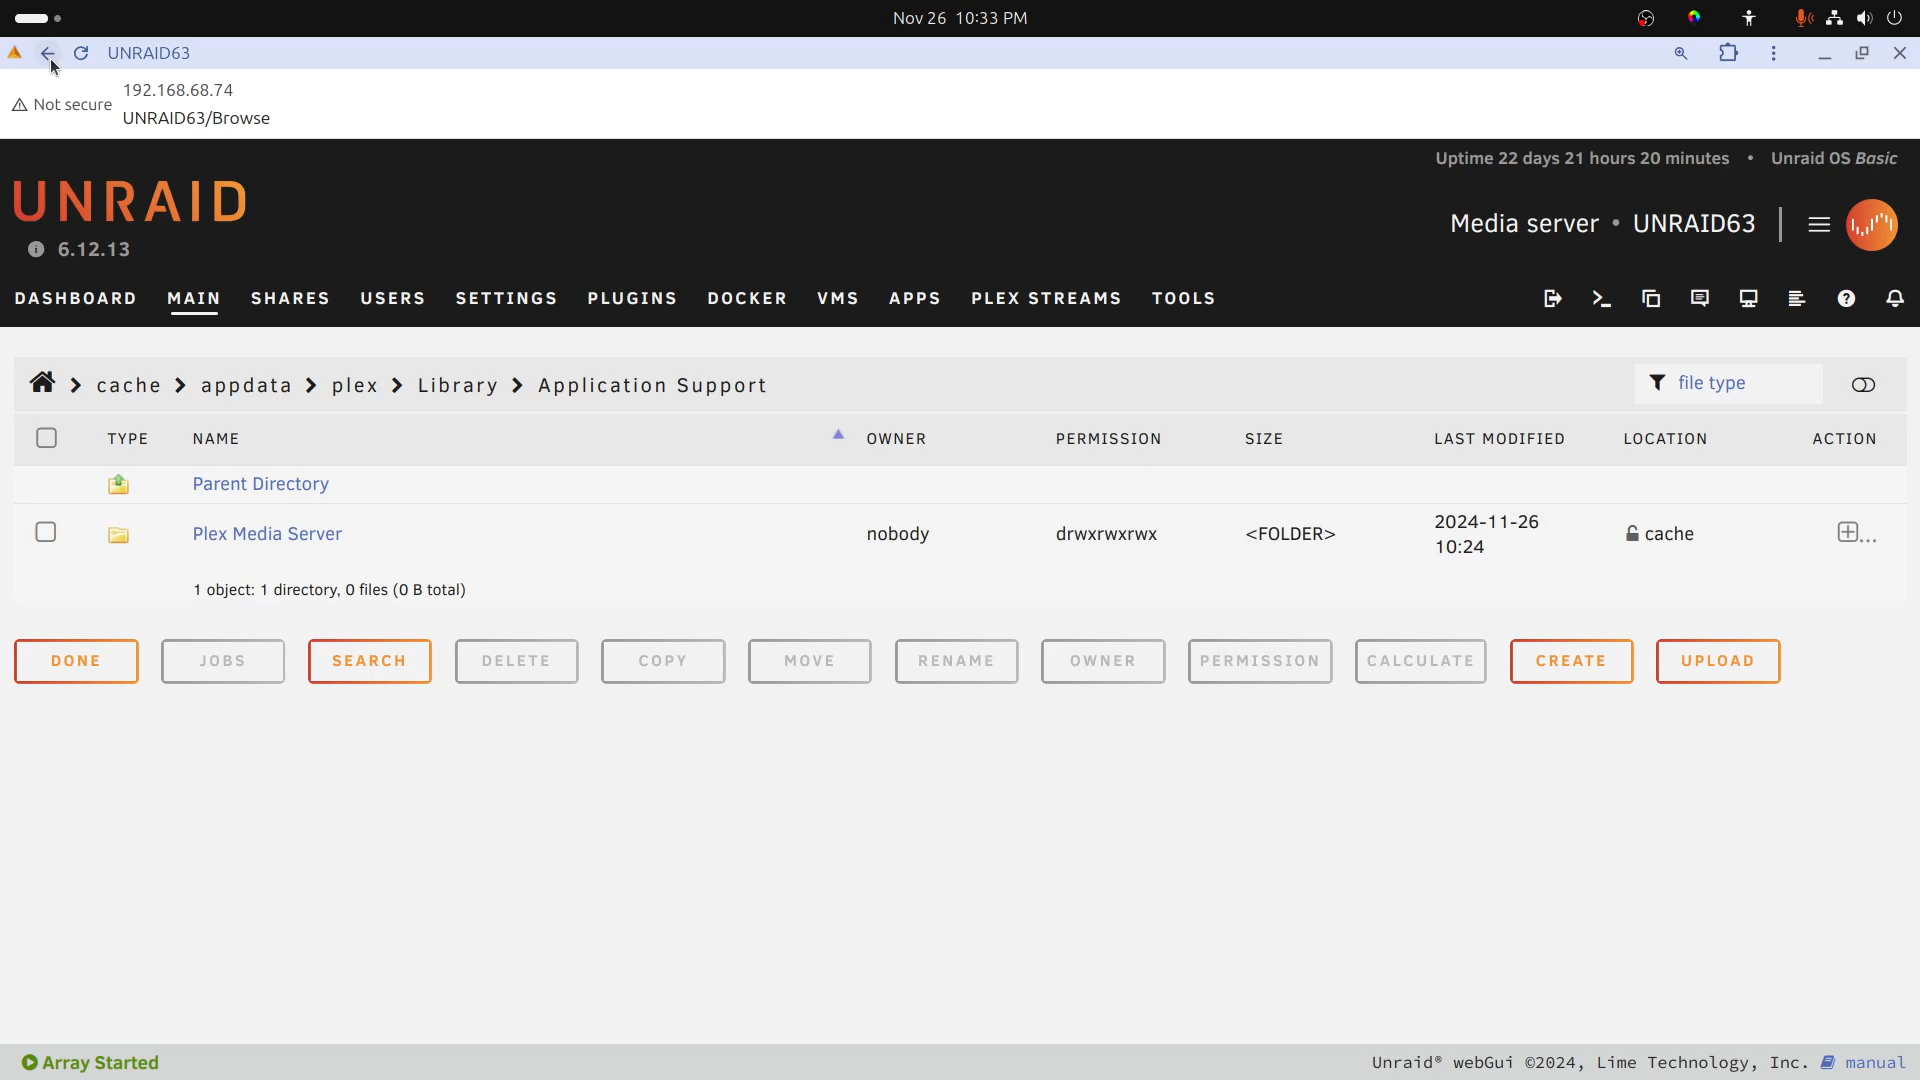 Nov 26 10:33 PM
UNRAID63
Not secure
192.168.68.74
UNRAID63/Browse
Uptime 22 days 21 hours 20 minutes • Unraid OS Basic
UNRAID
6.12.13
Media server • UNRAID63
DASHBOARD MAIN SHARES USERS SETTINGS PLUGINS DOCKER VMS APPS PLEX STREAMS TOOLS
cache appdata plex Library Application Support
file type
TYPE NAME OWNER PERMISSION SIZE LAST MODIFIED LOCATION ACTION
Parent Directory
Plex Media Server nobody drwxrwxrwx <FOLDER> 2024-11-26 10:24 cache ...
1 object: 1 directory, 0 files (0 B total)
DONE JOBS SEARCH DELETE COPY MOVE RENAME OWNER PERMISSION CALCULATE CREATE UPLOAD
Array Started
Unraid® webGui ©2024, Lime Technology, Inc. manual